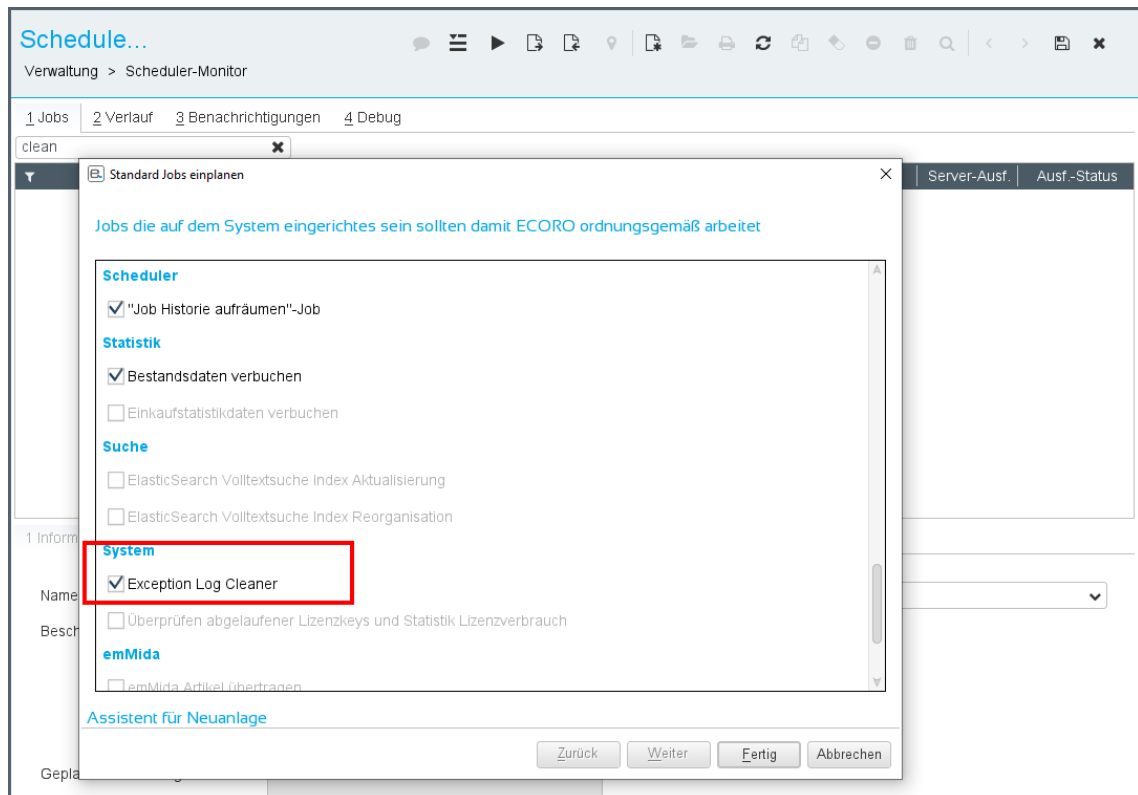 Schedule...
Verwaltung > Scheduler-Monitor
1 Jobs 2 Verlauf 3 Benachrichtigungen 4 Debug
clean
Standard Jobs einplanen
Server-Ausf. Ausf.-Status
Jobs die auf dem System eingerichtes sein sollten damit ECORO ordnungsgemäß arbeitet
Scheduler
"Job Historie aufräumen"-Job
Statistik
Bestandsdaten verbuchen
Einkaufstatistikdaten verbuchen
Suche
ElasticSearch Volltextsuche Index Aktualisierung
ElasticSearch Volltextsuche Index Reorganisation
1 Inform
System
Exception Log Cleaner
Name
Überprüfen abgelaufener Lizenzkeys und Statistik Lizenzverbrauch
Besch
emMida
emMida Artikel übertragen
Assistent für Neuanlage
Zurück Weiter Fertig Abbrechen
Gepla